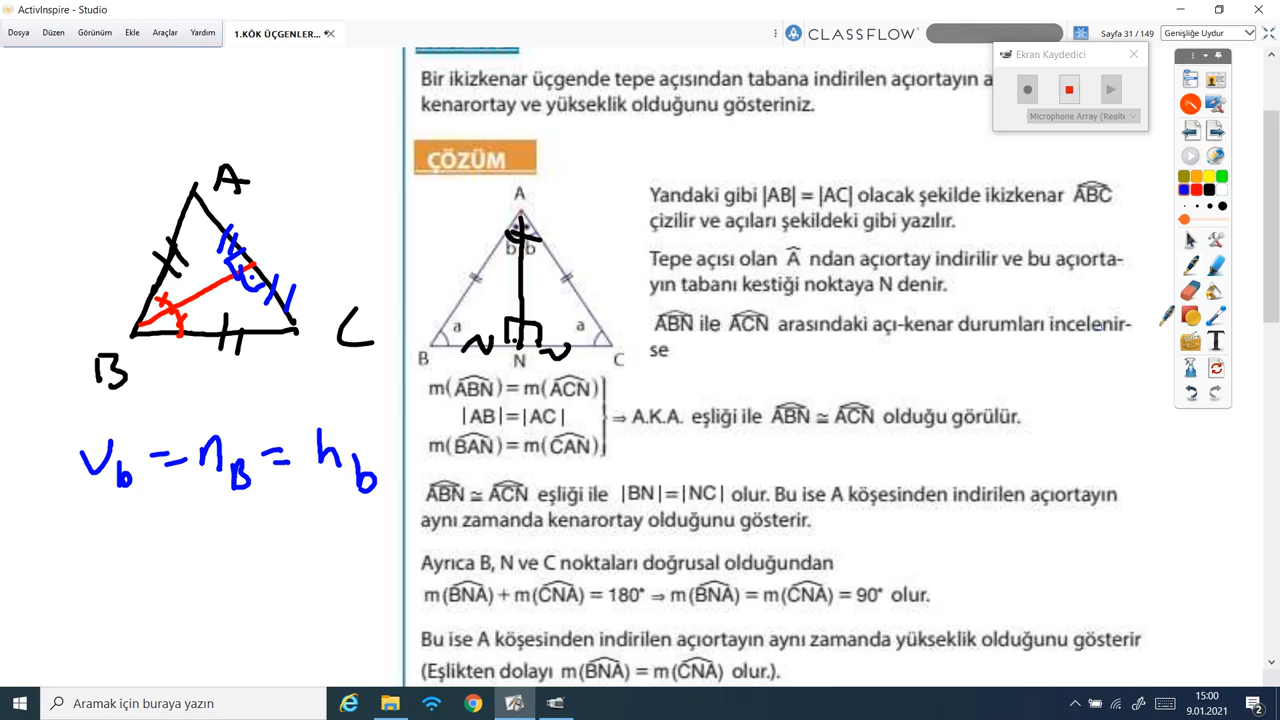 ActivInspire - Studio
Dosya Düzen Görünüm Ekle Araçlar Yardım
1.KÖK ÜÇGENLER...
CLASSFLOW
Sayfa 31 / 149
Genişliğe Uydur
Ekran Kaydedici
Microphone Array (Realt
Bir ikizkenar üçgende tepe açısından tabana indirilen açıortayın a
kenarortay ve yükseklik olduğunu gösteriniz.
ÇÖZÜM
A
b b
a a
B N C
Yandaki gibi |AB| = |AC| olacak şekilde ikizkenar ABC
çizilir ve açıları şekildeki gibi yazılır.
Tepe açısı olan A ndan açıortay indirilir ve bu açıorta-
yın tabanı kestiği noktaya N denir.
ABN ile ACN arasındaki açı-kenar durumları incelenir-
se
m(ABN) = m(ACN)
|AB| = |AC|
m(BAN) = m(CAN)
⇒ A.K.A. eşliği ile ABN ≅ ACN olduğu görülür.
ABN ≅ ACN eşliği ile |BN| = |NC| olur. Bu ise A köşesinden indirilen açıortayın
aynı zamanda kenarortay olduğunu gösterir.
Ayrıca B, N ve C noktaları doğrusal olduğundan
m(BNA) + m(CNA) = 180° ⇒ m(BNA) = m(CNA) = 90° olur.
Bu ise A köşesinden indirilen açıortayın aynı zamanda yükseklik olduğunu gösterir
(Eşlikten dolayı m(BNA) = m(CNA) olur.).
A
B
C
V_b = n_B = h_b
Aramak için buraya yazın
15:00
9.01.2021
2